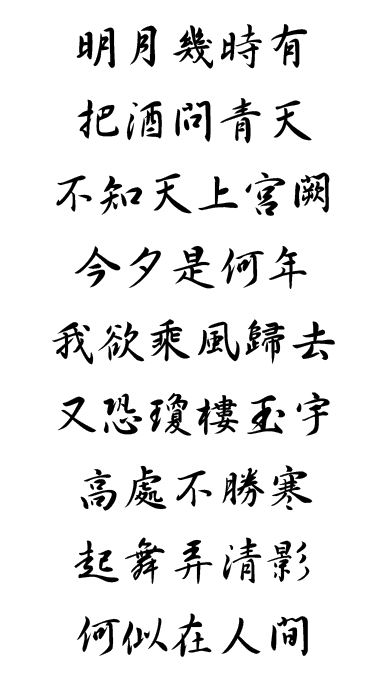 明月幾時有
把酒問青天
不知天上宮闕
今夕是何年
我欲乘風歸去
又恐瓊樓玉宇
高處不勝寒
起舞弄清影
何似在人間